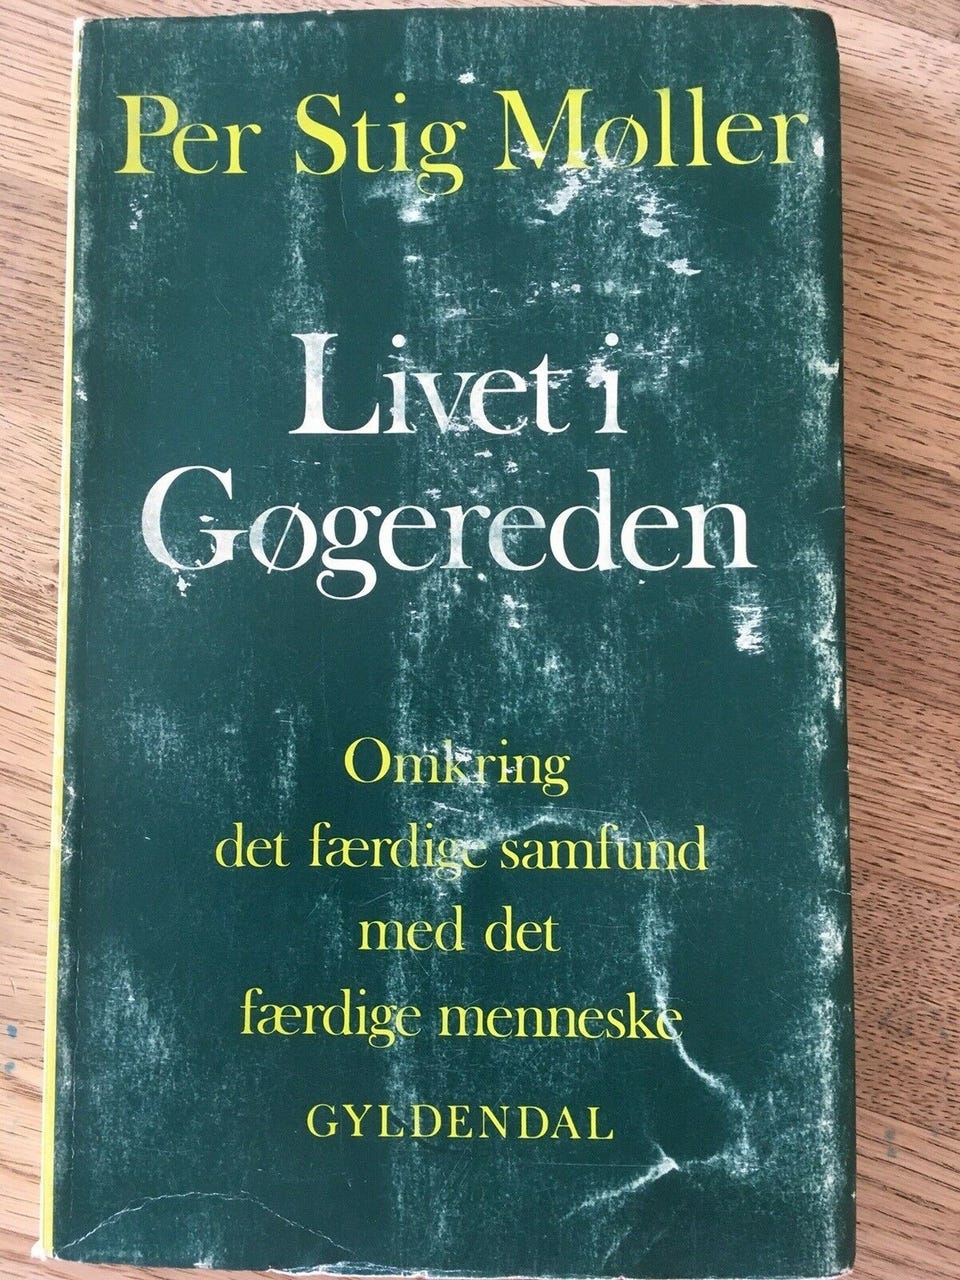 Per Stig Møller
Livet i
Gøgereden
Omkring
det færdige samfund
med det
færdige menneske
GYLDENDAL